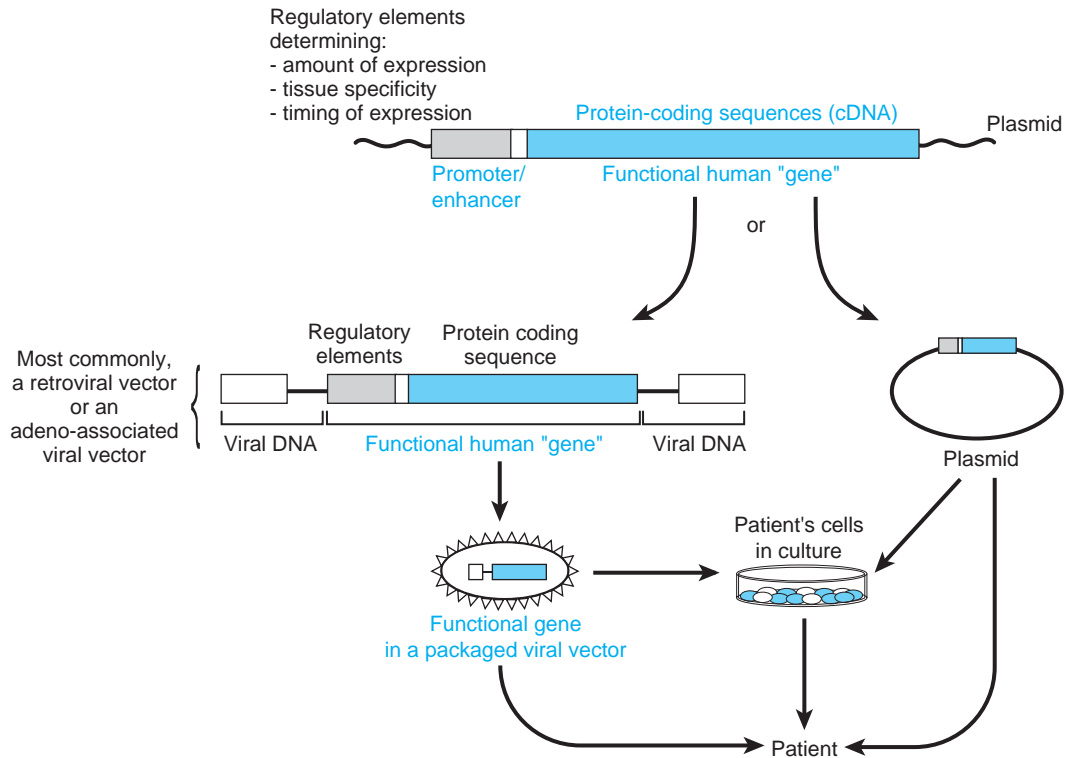 Regulatory elements
determining:
- amount of expression
- tissue specificity
- timing of expression
Protein-coding sequences (cDNA)
Plasmid
Promoter/
enhancer
Functional human "gene"
or
Regulatory
elements
Protein coding
sequence
Most commonly,
a retroviral vector
or an
adeno-associated
viral vector
Viral DNA
Functional human "gene"
Viral DNA
Plasmid
Patient's cells
in culture
Functional gene
in a packaged viral vector
Patient